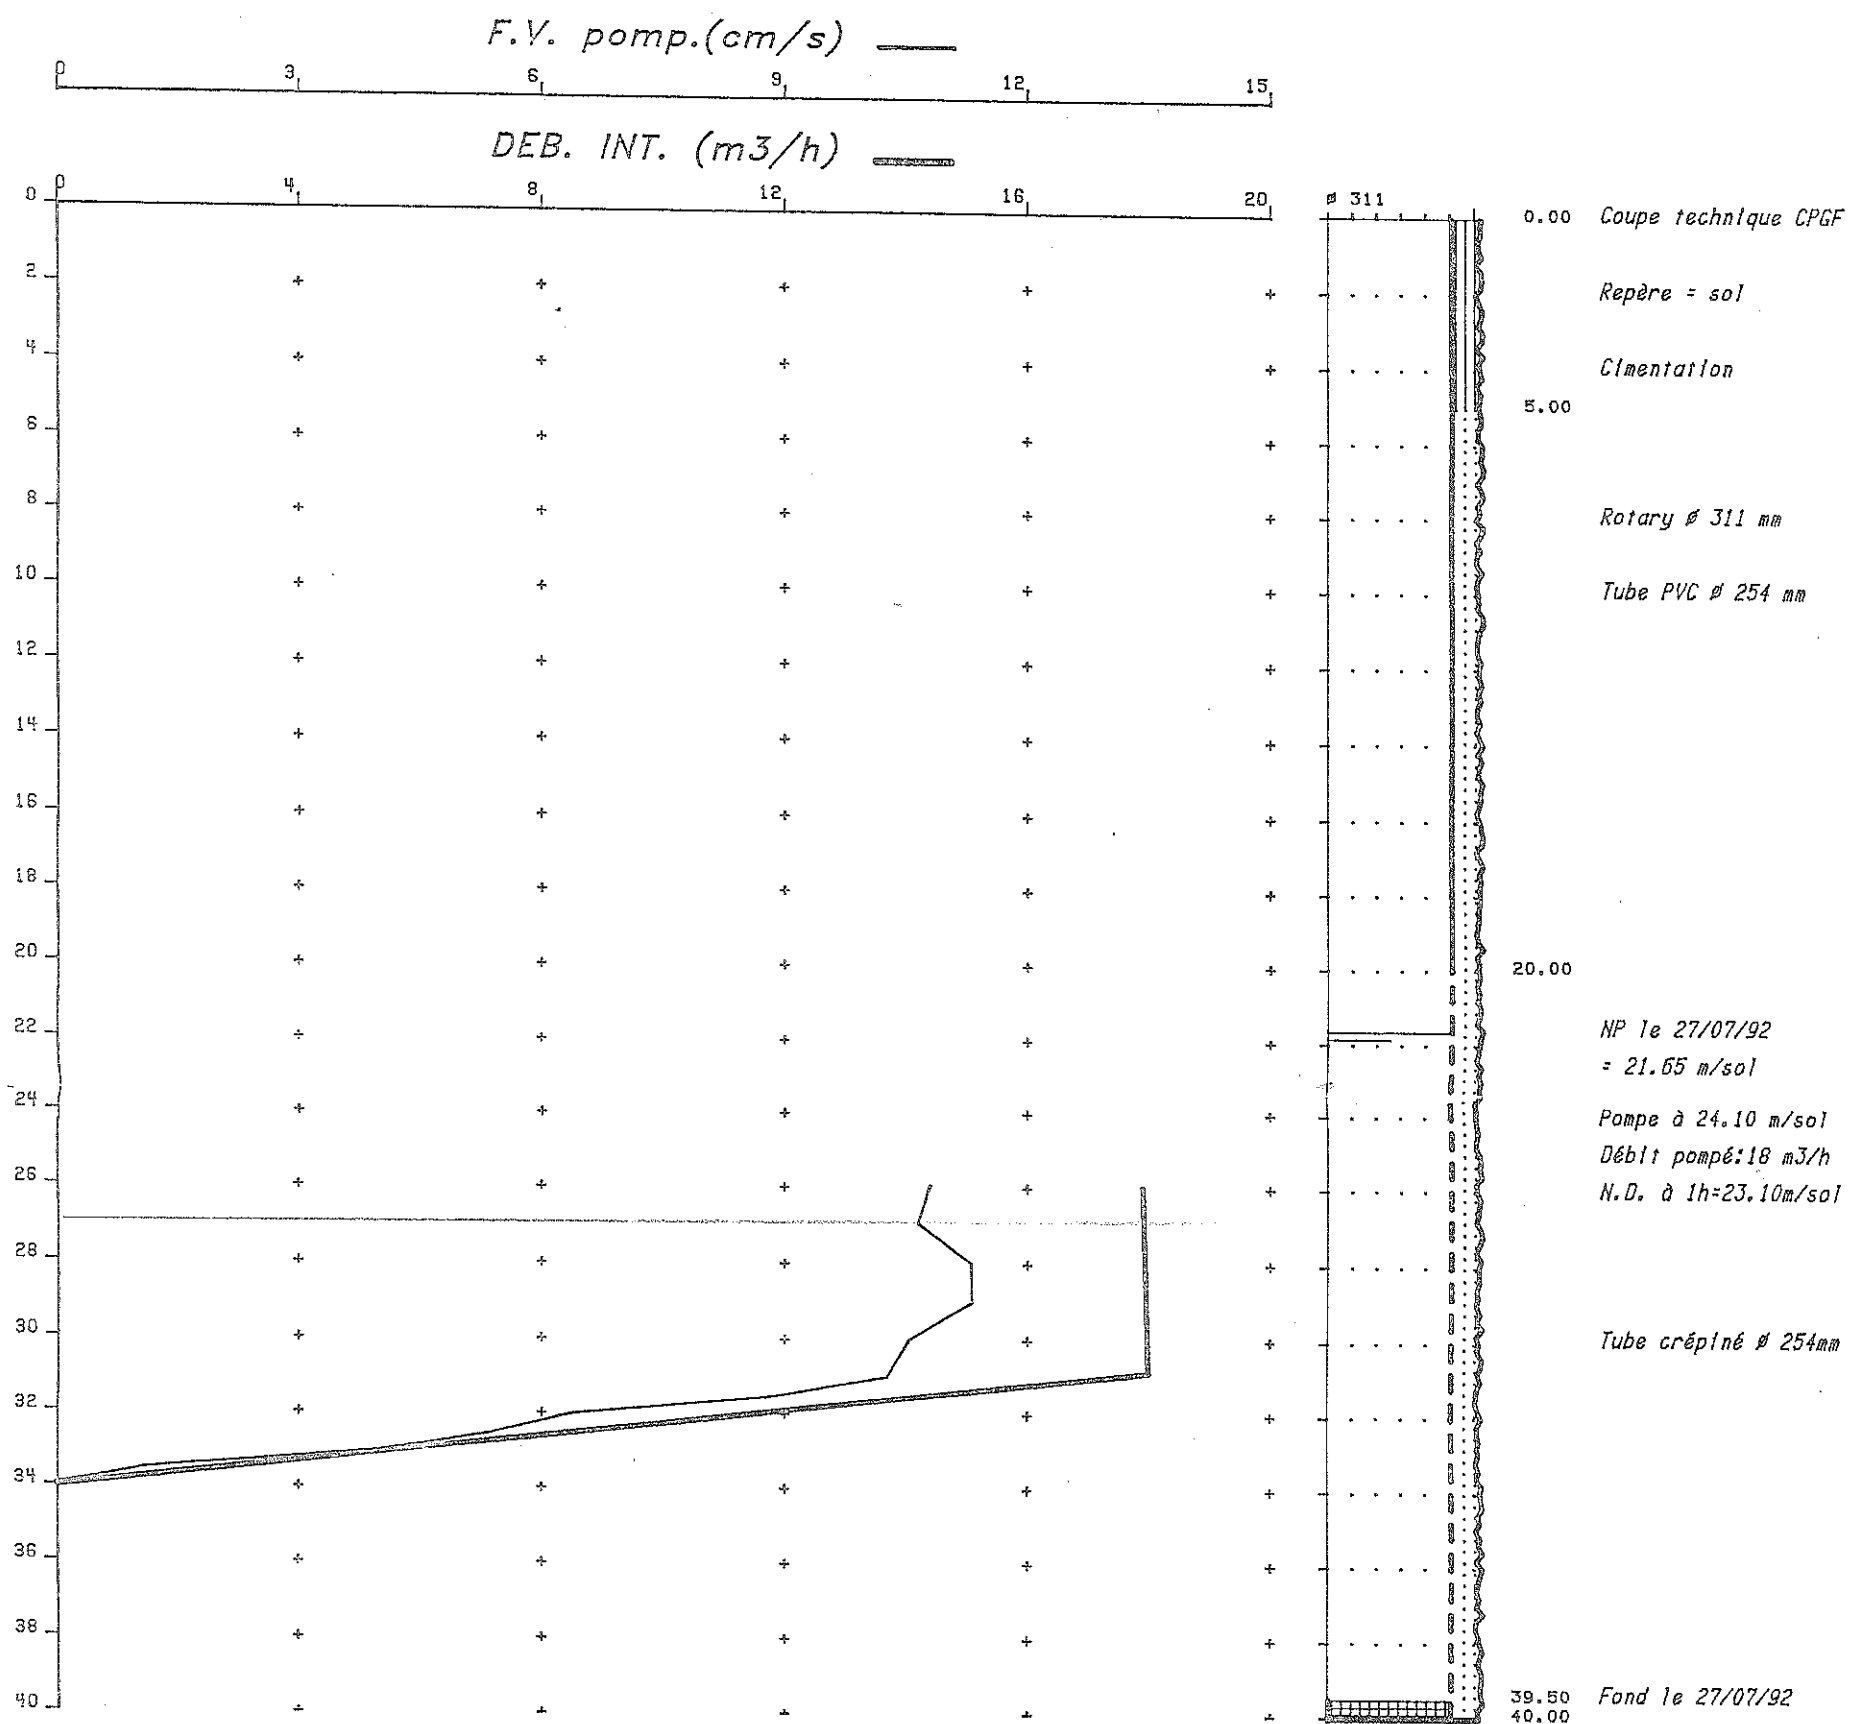 F.V. pomp.(cm/s)
0 3 6 9 12 15
DEB. INT. (m3/h)
0 4 8 12 16 20
0
2
4
6
8
10
12
14
16
18
20
22
24
26
28
30
32
34
36
38
40
ø 311
0.00 Coupe technique CPGF
Repère = sol
Cimentation
5.00
Rotary ø 311 mm
Tube PVC ø 254 mm
20.00
NP le 27/07/92
= 21.65 m/sol
Pompe à 24.10 m/sol
Débit pompé:18 m3/h
N.D. à 1h=23.10m/sol
Tube crépiné ø 254mm
39.50 Fond le 27/07/92
40.00